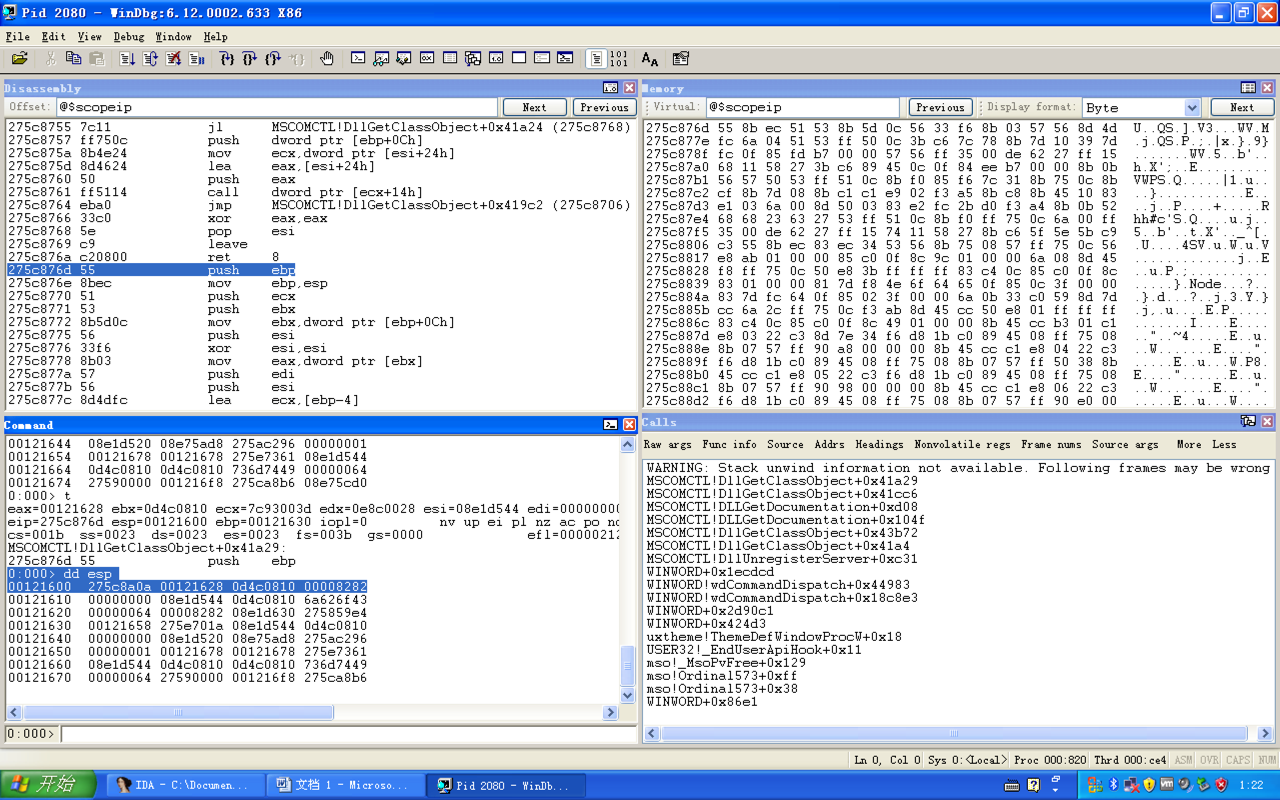 Pid 2080 - WinDbg:6.12.0002.633 X86
File Edit View Debug Window Help
Disassembly
Offset: @$scopeip Next Previous
275c8755 7c11 jl MSCOMCTL!DllGetClassObject+0x41a24 (275c8768)
275c8757 ff750c push dword ptr [ebp+0Ch]
275c875a 8b4e24 mov ecx,dword ptr [esi+24h]
275c875d 8d4624 lea eax,[esi+24h]
275c8760 50 push eax
275c8761 ff5114 call dword ptr [ecx+14h]
275c8764 eba0 jmp MSCOMCTL!DllGetClassObject+0x419c2 (275c8706)
275c8766 33c0 xor eax,eax
275c8768 5e pop esi
275c8769 c9 leave
275c876a c20800 ret 8
275c876d 55 push ebp
275c876e 8bec mov ebp,esp
275c8770 51 push ecx
275c8771 53 push ebx
275c8772 8b5d0c mov ebx,dword ptr [ebp+0Ch]
275c8775 56 push esi
275c8776 33f6 xor esi,esi
275c8778 8b03 mov eax,dword ptr [ebx]
275c877a 57 push edi
275c877b 56 push esi
275c877c 8d4dfc lea ecx,[ebp-4]
Memory
Virtual: @$scopeip Previous Display format: Byte Next
275c876d 55 8b ec 51 53 8b 5d 0c 56 33 f6 8b 03 57 56 8d 4d U..QS.].V3...WV.M
275c877e fc 6a 04 51 53 ff 50 0c 3b c6 7c 78 8b 7d 10 39 7d .j.QS.P.;.|x.}.9}
275c878f fc 0f 85 fd b7 00 00 57 56 ff 35 00 de 62 27 ff 15 .......WV.5..b'..
275c87a0 68 11 58 27 3b c6 89 45 0c 0f 84 ee b7 00 00 8b 0b h.X';..E.........
275c87b1 56 57 50 53 ff 51 0c 8b f0 85 f6 7c 31 8b 75 0c VWPS.Q.....|1.u..
275c87c2 cf 8b 7d 08 8b c1 c1 e9 02 f3 a5 8b c8 8b 45 10 83 ..}...........E..
275c87d3 e1 03 6a 00 8d 50 03 83 e2 fc 2b d0 f3 a4 8b 0b 52 ..j..P....+.....R
275c87e4 68 68 23 63 27 53 ff 51 0c 8b f0 ff 75 0c 6a 00 ff hh#c'S.Q....u.j..
275c87f5 35 00 de 62 27 ff 15 74 11 58 27 8b c6 5f 5e 5b c9 5..b'..t.X'.._^[.
275c8806 c3 55 8b ec 83 ec 34 53 56 8b 75 08 57 ff 75 0c 56 .U....4SV.u.W.u.V
275c8817 e8 ab 01 00 00 85 c0 0f 8c 9c 01 00 00 6a 08 8d 45 .............j..E
275c8828 f8 ff 75 0c 50 e8 3b ff ff ff 83 c4 0c 85 c0 0f 8c ..u.P.;..........
275c8839 83 01 00 00 81 7d f8 4e 6f 64 65 0f 85 0c 3f 00 00 .....}.Node...?..
275c884a 83 7d fc 64 0f 85 02 3f 00 00 6a 0b 33 c0 59 8d 7d .}.d...?..j.3.Y.}
275c885b cc 6a 2c ff 75 0c f3 ab 8d 45 cc 50 e8 01 ff ff ff .j,.u....E.P.....
275c886c 83 c4 0c 85 c0 0f 8c 49 01 00 00 8b 45 cc b3 01 c1 .......I....E....
275c887d e8 03 22 c3 8d 7e 34 f6 d8 1b c0 89 45 08 ff 75 08 .."..~4.....E..u.
275c888e 8b 07 57 ff 90 a8 00 00 00 8b 45 cc c1 e8 04 22 c3 ..W.......E....".
275c889f f6 d8 1b c0 89 45 08 ff 75 08 8b 07 57 ff 50 38 8b .....E..u...W.P8.
275c88b0 45 cc c1 e8 05 22 c3 f6 d8 1b c0 89 45 08 ff 75 08 E...."......E..u.
275c88c1 8b 07 57 ff 90 98 00 00 00 8b 45 cc c1 e8 06 22 c3 ..W.......E....".
275c88d2 f6 d8 1b c0 89 45 08 ff 75 08 8b 07 57 ff 90 e0 00 .....E..u...W....
Command
00121644 08e1d520 08e75ad8 275ac296 00000001
00121654 00121678 00121678 275e7361 08e1d544
00121664 0d4c0810 0d4c0810 736d7449 00000064
00121674 27590000 001216f8 275ca8b6 08e75cd0
0:000> t
eax=00121628 ebx=0d4c0810 ecx=7c93003d edx=0e8c0028 esi=08e1d544 edi=00000000
eip=275c876d esp=00121600 ebp=00121630 iopl=0 nv up ei pl nz ac po nc
cs=001b ss=0023 ds=0023 es=0023 fs=003b gs=0000 efl=00000212
MSCOMCTL!DllGetClassObject+0x41a29:
275c876d 55 push ebp
0:000> dd esp
00121600 275c8a0a 00121628 0d4c0810 00008282
00121610 00000000 08e1d544 0d4c0810 6a626f43
00121620 00000064 00008282 08e1d630 275859e4
00121630 00121658 275e701a 08e1d544 0d4c0810
00121640 00000000 08e1d520 08e75ad8 275ac296
00121650 00000001 00121678 00121678 275e7361
00121660 08e1d544 0d4c0810 0d4c0810 736d7449
00121670 00000064 27590000 001216f8 275ca8b6
0:000>
Calls
Raw args Func info Source Addrs Headings Nonvolatile regs Frame nums Source args More Less
WARNING: Stack unwind information not available. Following frames may be wrong
MSCOMCTL!DllGetClassObject+0x41a29
MSCOMCTL!DllGetClassObject+0x41cc6
MSCOMCTL!DLLGetDocumentation+0xd08
MSCOMCTL!DLLGetDocumentation+0x104f
MSCOMCTL!DllGetClassObject+0x43b72
MSCOMCTL!DllGetClassObject+0x41a4
MSCOMCTL!DllUnregisterServer+0xc31
WINWORD+0x1ecdcd
WINWORD!wdCommandDispatch+0x44983
WINWORD!wdCommandDispatch+0x18c8e3
WINWORD+0x2d90c1
WINWORD+0x424d3
uxtheme!ThemeDefWindowProcW+0x18
USER32!_EndUserApiHook+0x11
mso!_MsoPvFree+0x129
mso!Ordinal573+0xff
mso!Ordinal573+0x38
WINWORD+0x86e1
Ln 0, Col 0 Sys 0:<Local> Proc 000:820 Thrd 000:ce4 ASM OVR CAPS NUM
开始 IDA - C:\Documen... 文档 1 - Microso... Pid 2080 - WinDb... 1:22